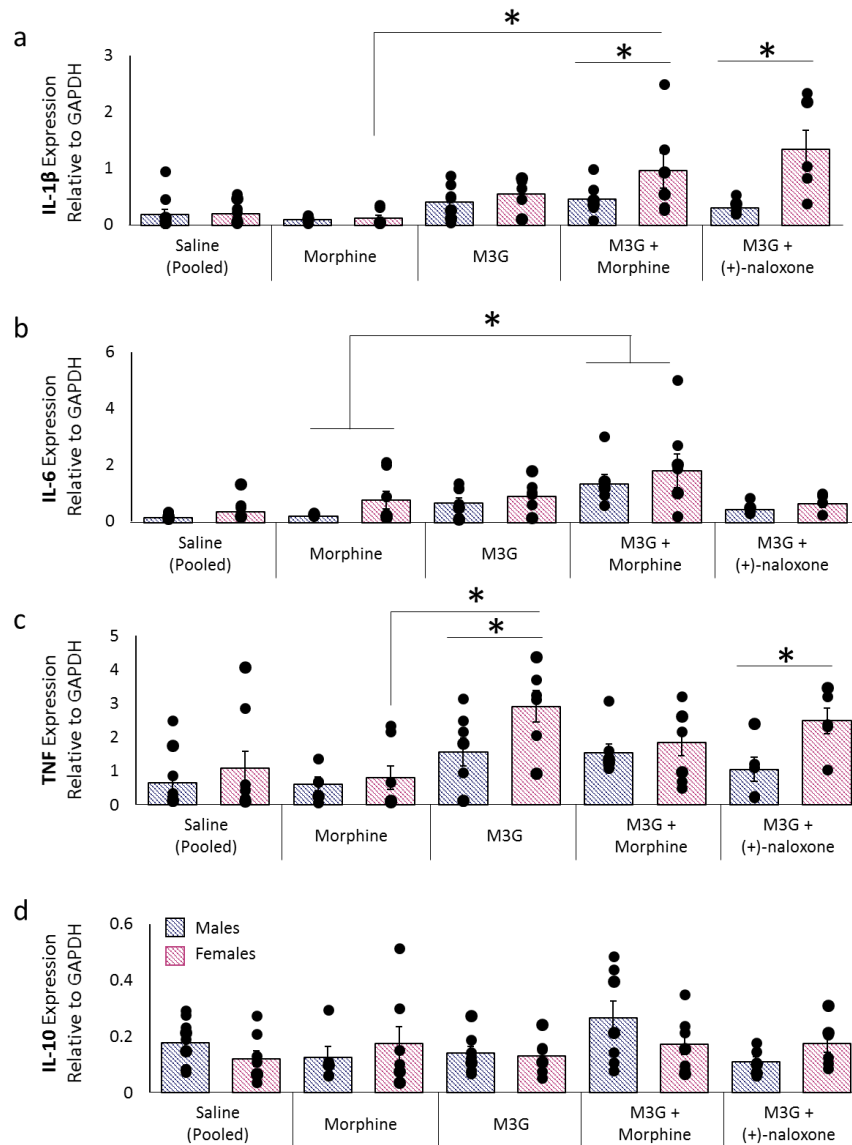 a
IL-1β Expression
Relative to GAPDH
3
2
1
0
*
*
*
Saline
(Pooled)
Morphine
M3G
M3G +
Morphine
M3G +
(+)-naloxone
b
IL-6 Expression
Relative to GAPDH
6
4
2
0
*
Saline
(Pooled)
Morphine
M3G
M3G +
Morphine
M3G +
(+)-naloxone
c
TNF Expression
Relative to GAPDH
5
4
3
2
1
0
*
*
*
Saline
(Pooled)
Morphine
M3G
M3G +
Morphine
M3G +
(+)-naloxone
d
IL-10 Expression
Relative to GAPDH
0.6
0.4
0.2
0
Males
Females
Saline
(Pooled)
Morphine
M3G
M3G +
Morphine
M3G +
(+)-naloxone